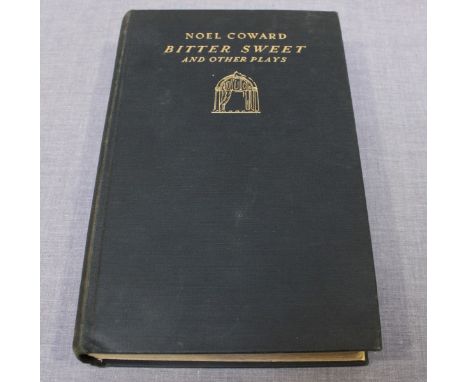 NOEL COWARD
BITTER SWEET
AND OTHER PLAYS